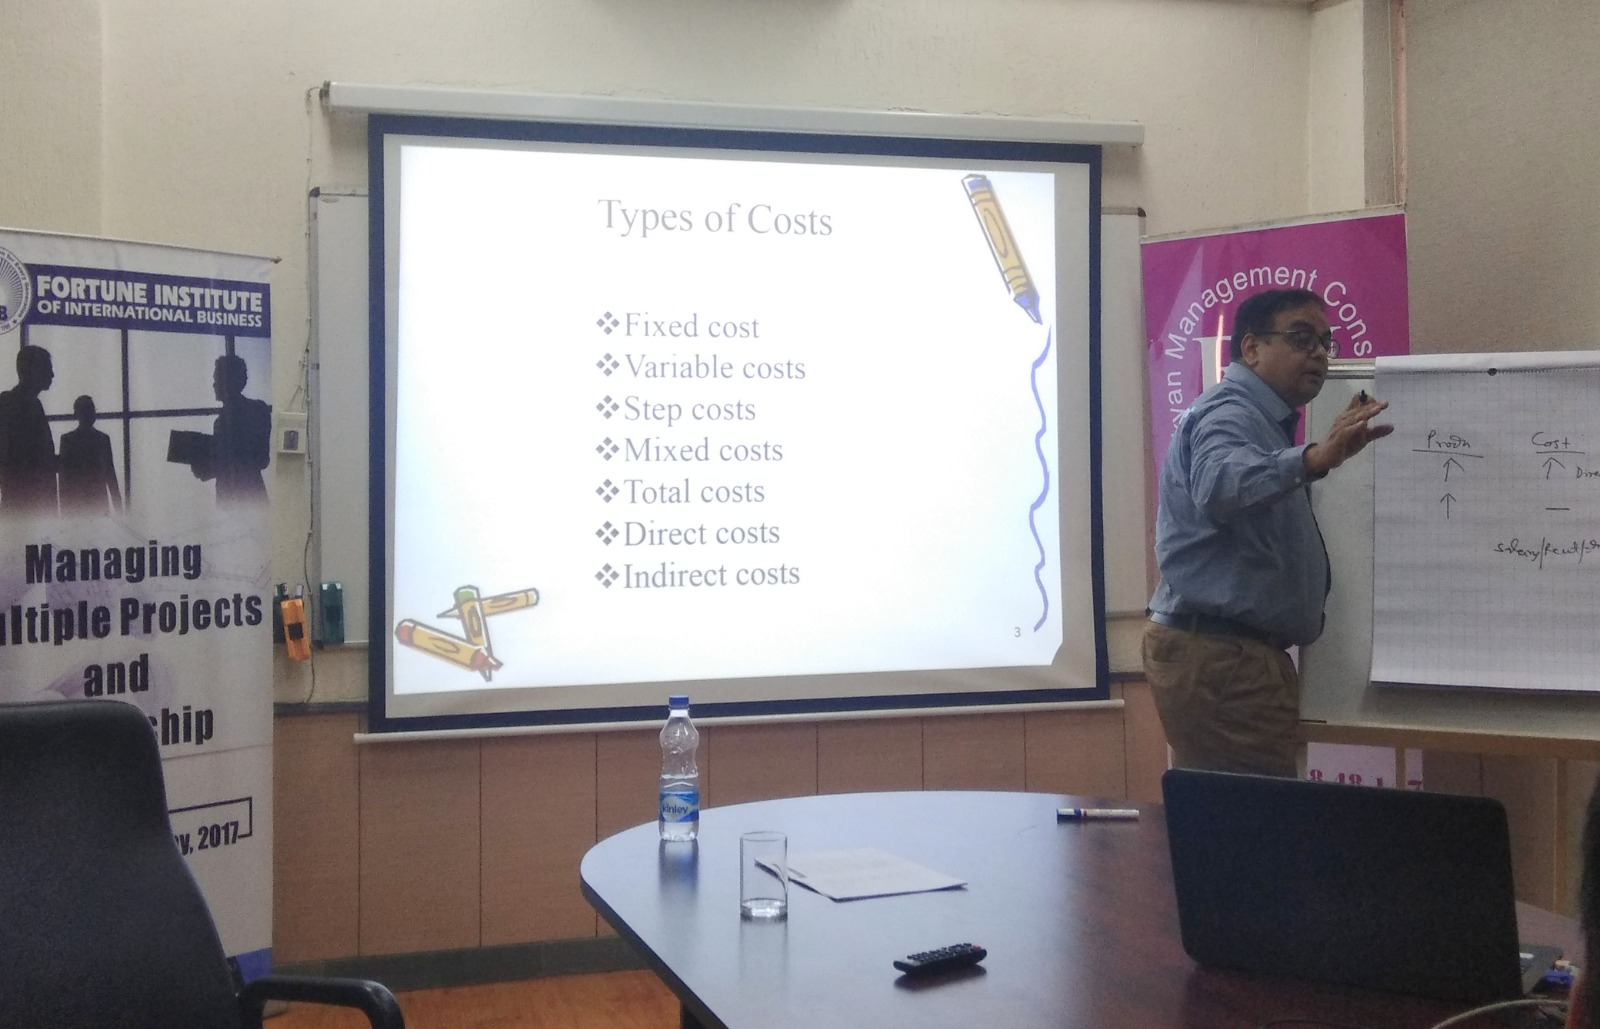 FORTUNE INSTITUTE
OF INTERNATIONAL BUSINESS
Managing
ltiple Projects
and
ship
2017
Types of Costs
❖Fixed cost
❖Variable costs
❖Step costs
❖Mixed costs
❖Total costs
❖Direct costs
❖Indirect costs
3
kinley
Management Cons
Prodn
Cost